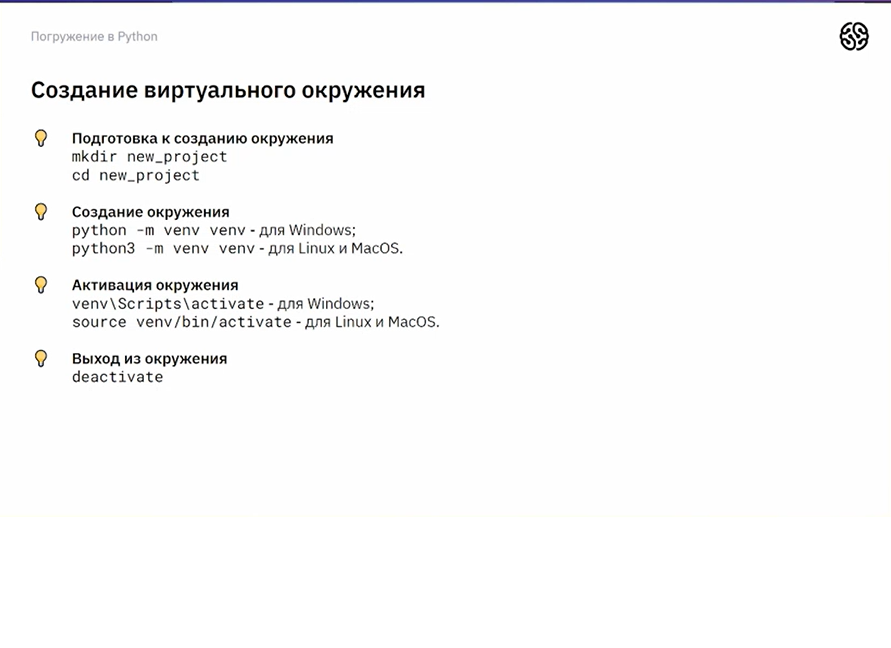 Погружение в Python
Создание виртуального окружения
Подготовка к созданию окружения
mkdir new_project
cd new_project
Создание окружения
python -m venv venv - для Windows;
python3 -m venv venv - для Linux и MacOS.
Активация окружения
venv\Scripts\activate - для Windows;
source venv/bin/activate - для Linux и MacOS.
Выход из окружения
deactivate